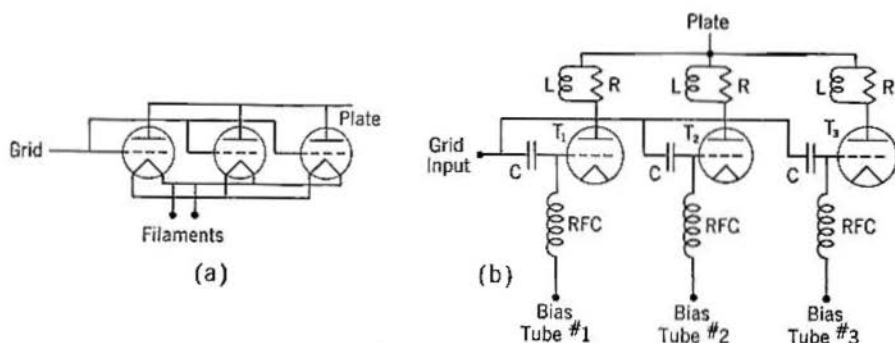 Plate
Grid
Filaments
(a)
Plate
L R L R L R
T₁ T₂ T₃
Grid
Input
C C C
RFC RFC RFC
(b)
Bias
Tube #1
Bias
Tube #2
Bias
Tube #3